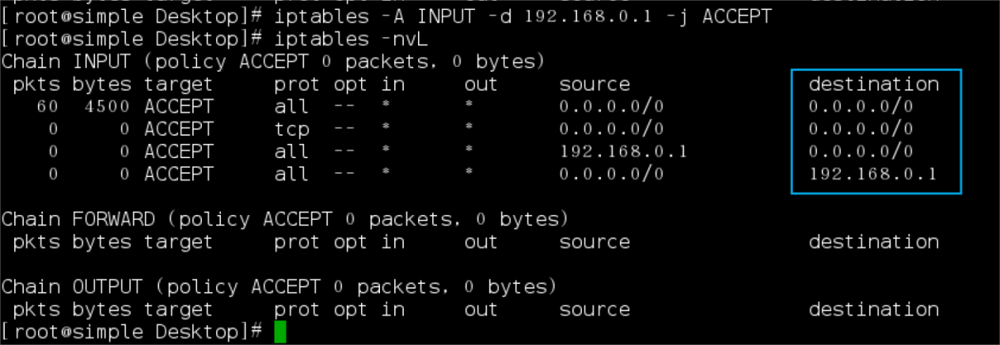 [root@simple Desktop]# iptables -A INPUT -d 192.168.0.1 -j ACCEPT
[root@simple Desktop]# iptables -nvL
Chain INPUT (policy ACCEPT 0 packets, 0 bytes)
pkts bytes target prot opt in out source destination
60 4500 ACCEPT all -- * * 0.0.0.0/0 0.0.0.0/0
0 0 ACCEPT tcp -- * * 0.0.0.0/0 0.0.0.0/0
0 0 ACCEPT all -- * * 192.168.0.1 0.0.0.0/0
0 0 ACCEPT all -- * * 0.0.0.0/0 192.168.0.1
Chain FORWARD (policy ACCEPT 0 packets, 0 bytes)
pkts bytes target prot opt in out source destination
Chain OUTPUT (policy ACCEPT 0 packets, 0 bytes)
pkts bytes target prot opt in out source destination
[root@simple Desktop]#